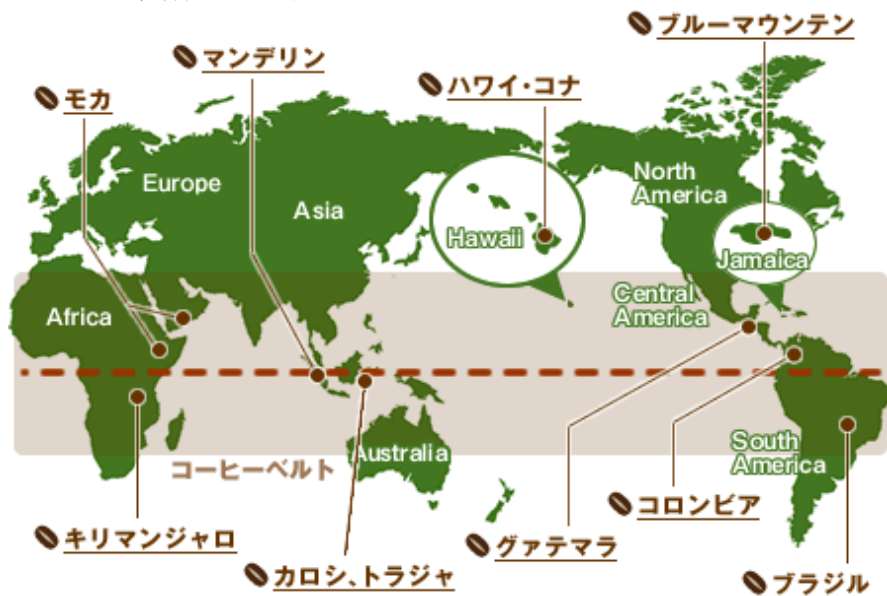 ブルーマウンテン
マンデリン
ハワイ・コナ
モカ
North
America
Europe
Asia
Hawaii
Jamaica
Central
America
Africa
South
America
Australia
コーヒーベルト
コロンビア
キリマンジャロ
グァテマラ
カロシ、トラジャ
ブラジル